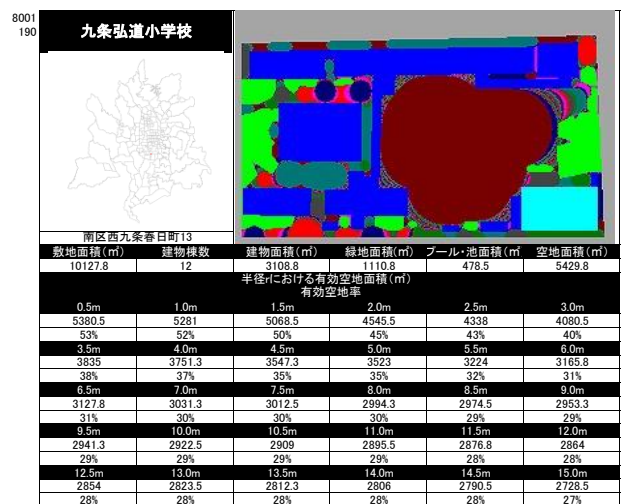 8001
190
九条弘道小学校
南区西九条春日町13
敷地面積(㎡) 建物棟数 建物面積(㎡) 緑地面積(㎡) プール・池面積(㎡ 空地面積(㎡)
10127.8 12 3108.8 1110.8 478.5 5429.8
半径rにおける有効空地面積(㎡)
有効空地率
0.5m 1.0m 1.5m 2.0m 2.5m 3.0m
5380.5 5281 5068.5 4545.5 4338 4080.5
53% 52% 50% 45% 43% 40%
3.5m 4.0m 4.5m 5.0m 5.5m 6.0m
3835 3751.3 3547.3 3523 3224 3165.8
38% 37% 35% 35% 32% 31%
6.5m 7.0m 7.5m 8.0m 8.5m 9.0m
3127.8 3031.3 3012.5 2994.3 2974.5 2953.3
31% 30% 30% 30% 29% 29%
9.5m 10.0m 10.5m 11.0m 11.5m 12.0m
2941.3 2922.5 2909 2895.5 2876.8 2864
29% 29% 29% 29% 28% 28%
12.5m 13.0m 13.5m 14.0m 14.5m 15.0m
2854 2823.5 2812.3 2806 2790.5 2728.5
28% 28% 28% 28% 28% 27%